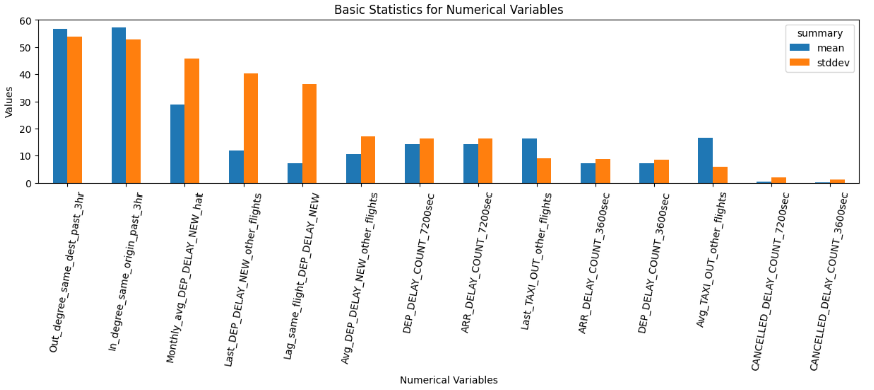 Basic Statistics for Numerical Variables
summary
mean
stddev
Values
60
50
40
30
20
10
0
Out_degree_same_dest_past_3hr
In_degree_same_origin_past_3hr
Monthly_avg_DEP_DELAY_NEW_hat
Last_DEP_DELAY_NEW_other_flights
Lag_same_flight_DEP_DELAY_NEW
Avg_DEP_DELAY_NEW_other_flights
DEP_DELAY_COUNT_7200sec
ARR_DELAY_COUNT_7200sec
Last_TAXI_OUT_other_flights
ARR_DELAY_COUNT_3600sec
DEP_DELAY_COUNT_3600sec
Avg_TAXI_OUT_other_flights
CANCELLED_DELAY_COUNT_7200sec
CANCELLED_DELAY_COUNT_3600sec
Numerical Variables